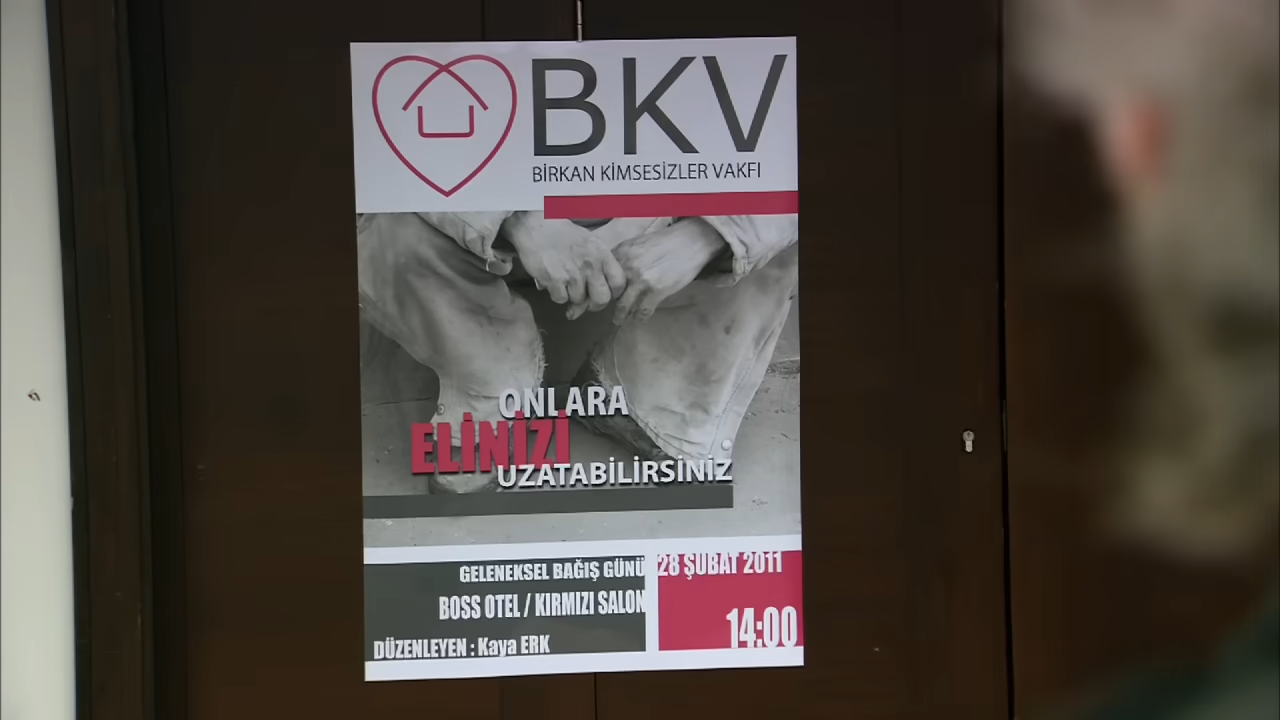 BKV
BİRKAN KİMSESİZLER VAKFI
ONLARA
ELİNİZİ
UZATABİLİRSİNİZ
GELENEKSEL BAĞIŞ GÜNÜ
BOSS OTEL / KIRMIZI SALON
DÜZENLEYEN : Kaya ERK
28 ŞUBAT 2011
14:00